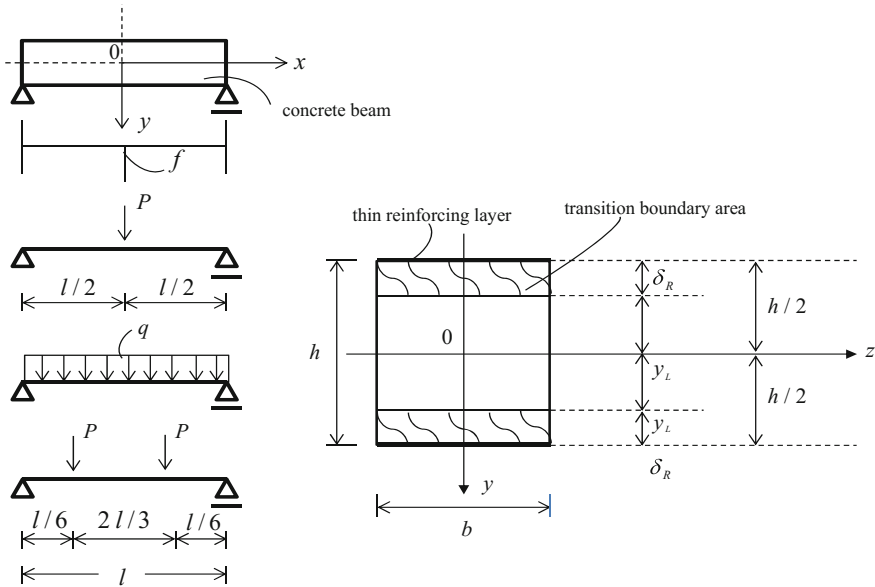 0
x
concrete beam
y
f
P
l/2
l/2
q
P
P
l/6
2l/3
l/6
l
thin reinforcing layer
transition boundary area
δ_R
h/2
0
z
h
y_L
h/2
y_L
δ_R
y
b